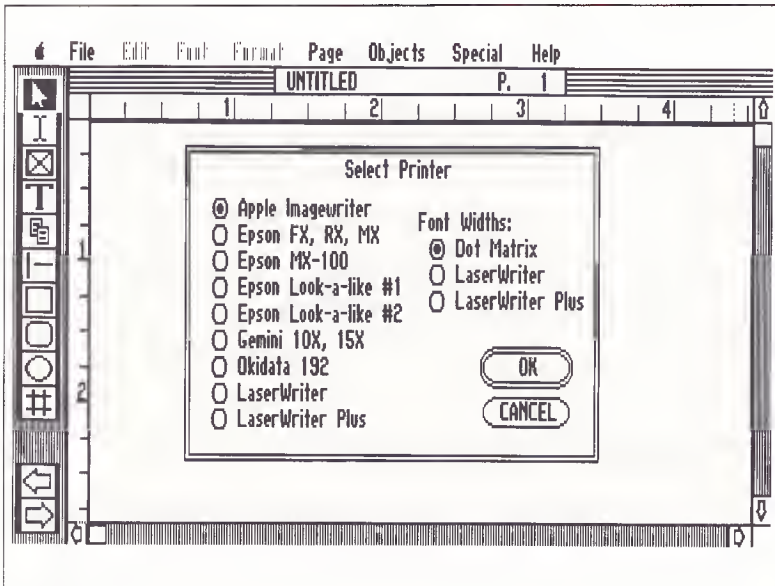 File Edit Font Format Page Objects Special Help
UNTITLED P. 1
1 2 3 4
T
1
2
Select Printer
Apple Imagewriter
Epson FX, RX, MX
Epson MX-100
Epson Look-a-like #1
Epson Look-a-like #2
Gemini 10X, 15X
Okidata 192
LaserWriter
LaserWriter Plus
Font Widths:
Dot Matrix
LaserWriter
LaserWriter Plus
OK
CANCEL